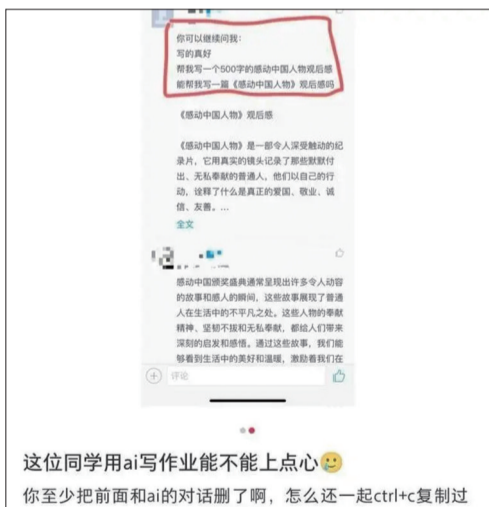 你可以继续问我：
写的真好
帮我写一个500字的感动中国人物观后感
能帮我写一篇《感动中国人物》观后感吗
《感动中国人物》观后感
《感动中国人物》是一部令人深受触动的纪
录片，它用真实的镜头记录了那些默默付
出、无私奉献的普通人，他们以自己的行
动，诠释了什么是真正的爱国、敬业、诚
信、友善。...
全文
感动中国颁奖盛典通常呈现出许多令人动容
的故事和感人的瞬间，这些故事展现了普通
人在生活中的不平凡之处。这些人物的奉献
精神、坚韧不拔和无私奉献，都给人们带来
深刻的启发和感悟。通过这些故事，我们能
够看到生活中的美好和温暖，激励着我们在
评论
这位同学用ai写作业能不能上点心
你至少把前面和ai的对话删了啊，怎么还一起ctrl+c复制过